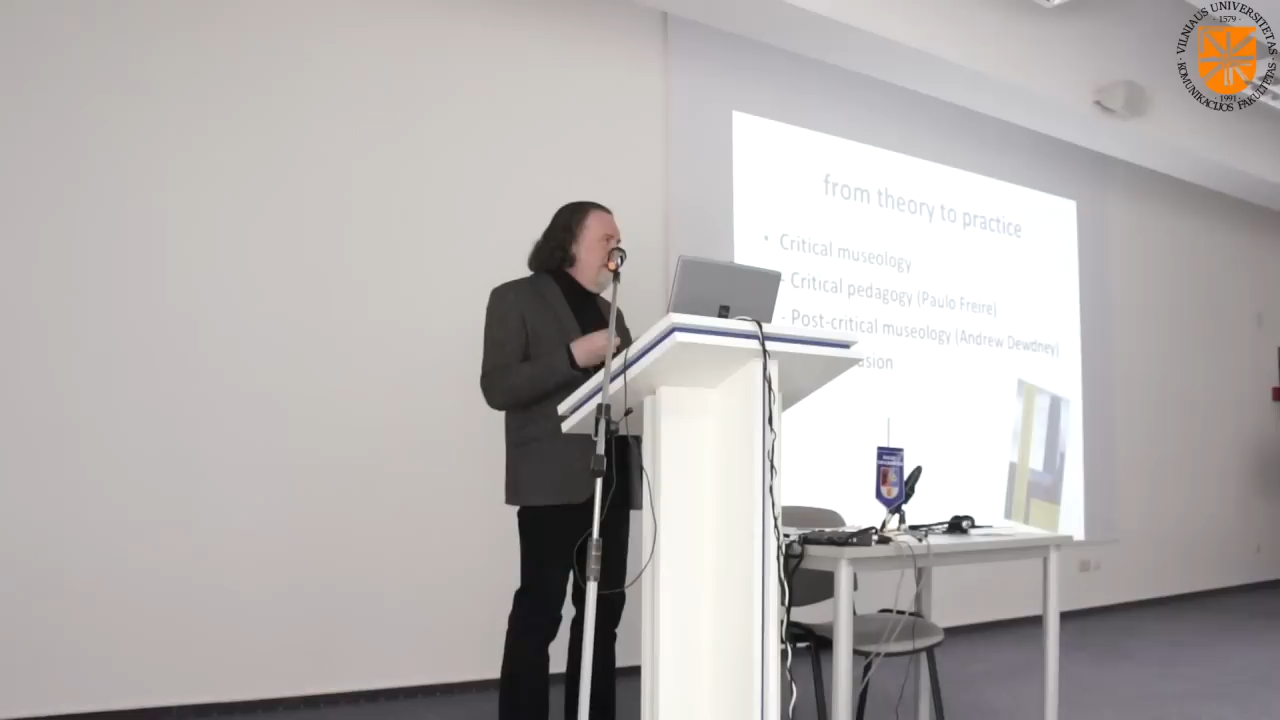 VILNIAUS UNIVERSITETAS
· 1579 ·
· 1991 ·
KOMUNIKACIJOS FAKULTETAS
from theory to practice
• Critical museology
- Critical pedagogy (Paulo Freire)
- Post-critical museology (Andrew Dewdney)